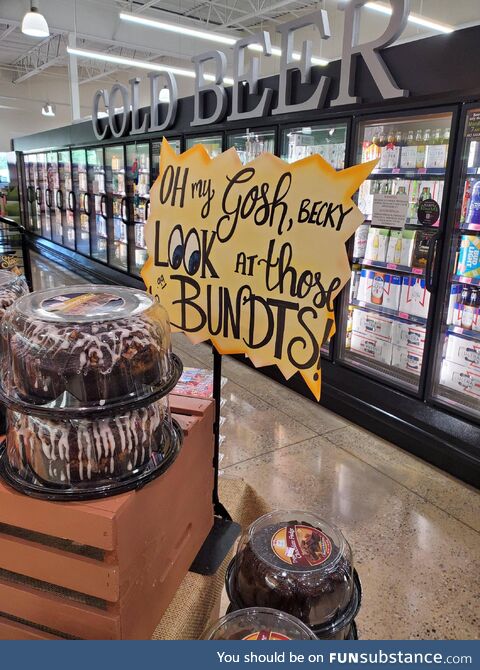 COLD BEER
OH my Gosh, BECKY
LOOK AT those
BUNDTS!
You should be on FUNsubstance.com